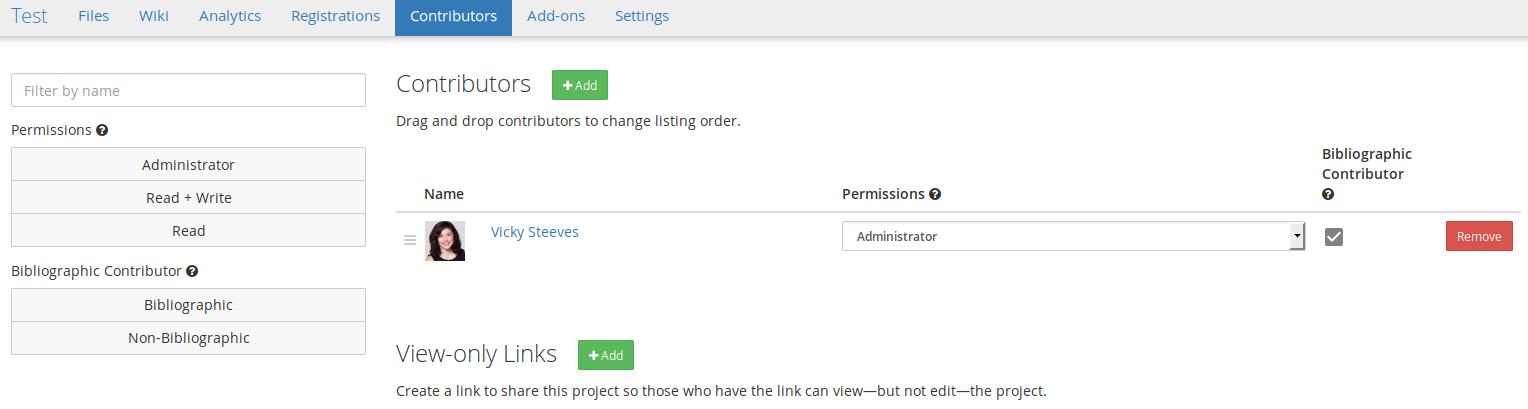 Test Files Wiki Analytics Registrations Contributors Add-ons Settings
Filter by name
Permissions ?
Administrator
Read + Write
Read
Bibliographic Contributor ?
Bibliographic
Non-Bibliographic
Contributors + Add
Drag and drop contributors to change listing order.
Name Permissions ? Bibliographic
Contributor
?
Vicky Steeves Administrator Remove
View-only Links + Add
Create a link to share this project so those who have the link can view—but not edit—the project.